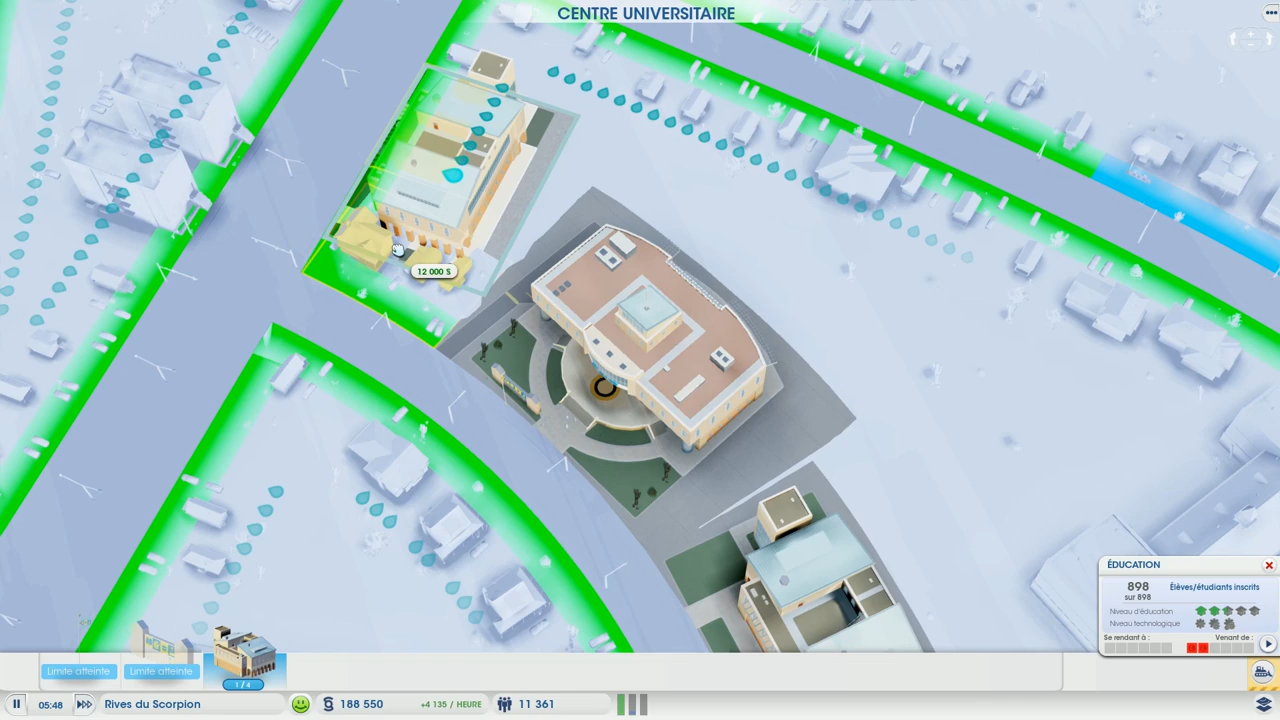 CENTRE UNIVERSITAIRE
12 000 $
ÉDUCATION
898
sur 898
Élèves/étudiants inscrits
Niveau d'éducation
Niveau technologique
Se rendant à :
Venant de :
Limite atteinte
Limite atteinte
1 / 4
05:48
Rives du Scorpion
188 550
+4 135 / HEURE
11 361